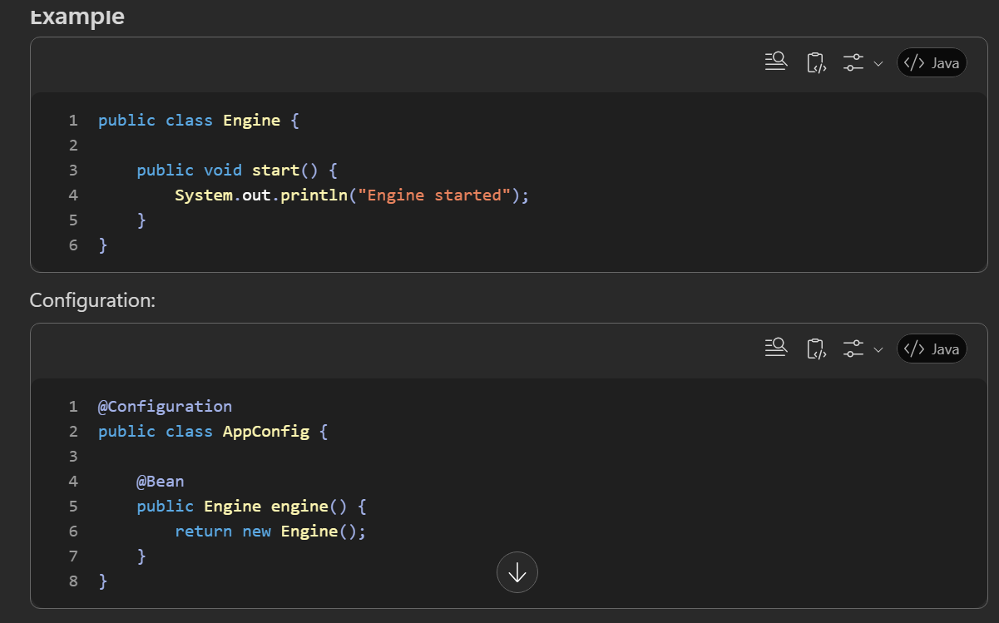 Example
</> Java
1 public class Engine {
2
3     public void start() {
4         System.out.println("Engine started");
5     }
6 }
Configuration:
</> Java
1 @Configuration
2 public class AppConfig {
3
4     @Bean
5     public Engine engine() {
6         return new Engine();
7     }
8 }